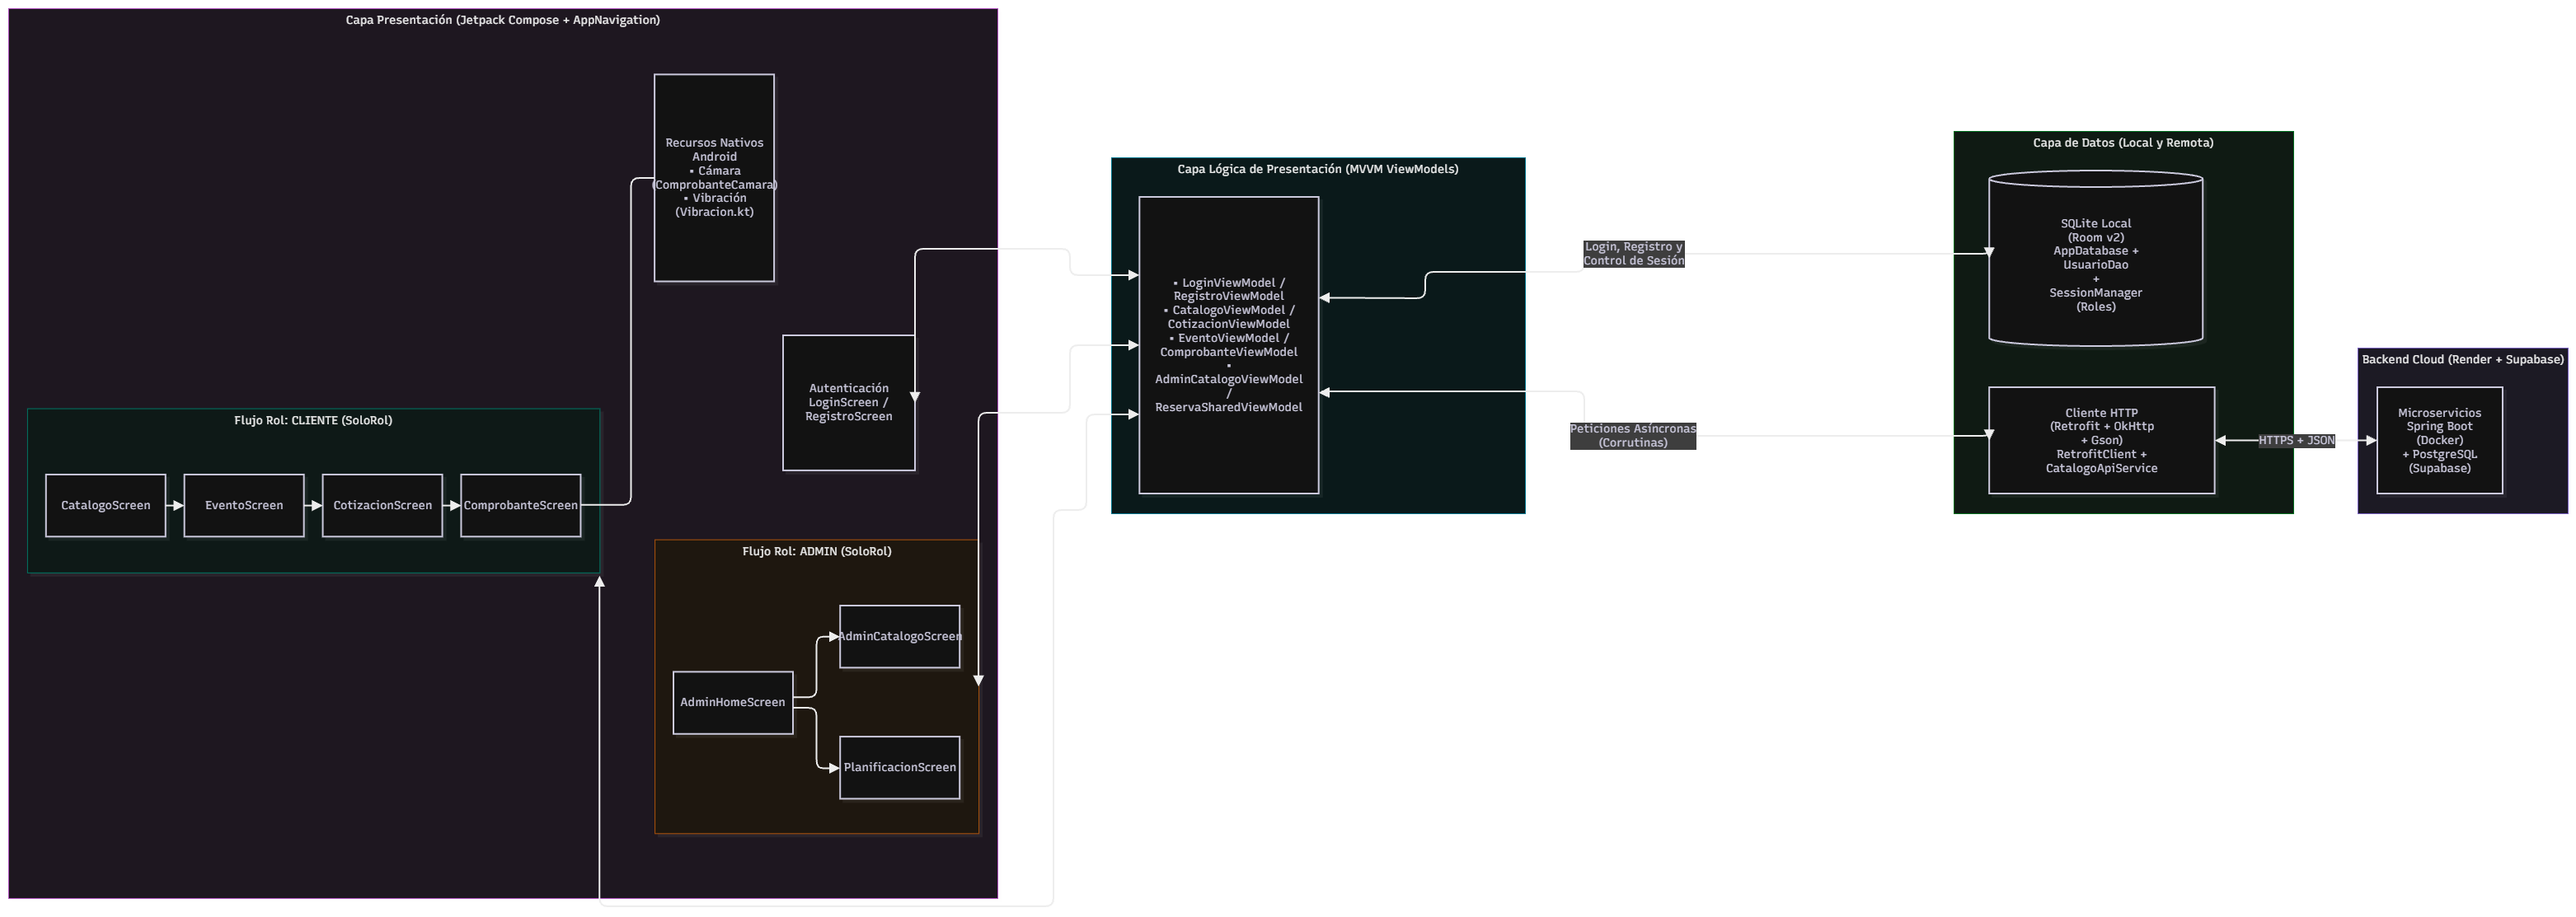 Capa Presentación (Jetpack Compose + AppNavigation)
Recursos Nativos
Android
▪ Cámara
(ComprobanteCamara)
▪ Vibración
(Vibracion.kt)
Autenticación
LoginScreen /
RegistroScreen
Flujo Rol: CLIENTE (SoloRol)
CatalogoScreen
EventoScreen
CotizacionScreen
ComprobanteScreen
Flujo Rol: ADMIN (SoloRol)
AdminHomeScreen
AdminCatalogoScreen
PlanificacionScreen
Capa Lógica de Presentación (MVVM ViewModels)
▪ LoginViewModel /
RegistroViewModel
▪ CatalogoViewModel /
CotizacionViewModel
▪ EventoViewModel /
ComprobanteViewModel
▪
AdminCatalogoViewModel
/
ReservaSharedViewModel
Login, Registro y
Control de Sesión
Peticiones Asíncronas
(Corrutinas)
Capa de Datos (Local y Remota)
SQLite Local
(Room v2)
AppDatabase +
UsuarioDao
+
SessionManager
(Roles)
Cliente HTTP
(Retrofit + OkHttp
+ Gson)
RetrofitClient +
CatalogoApiService
HTTPS + JSON
Backend Cloud (Render + Supabase)
Microservicios
Spring Boot
(Docker)
+ PostgreSQL
(Supabase)